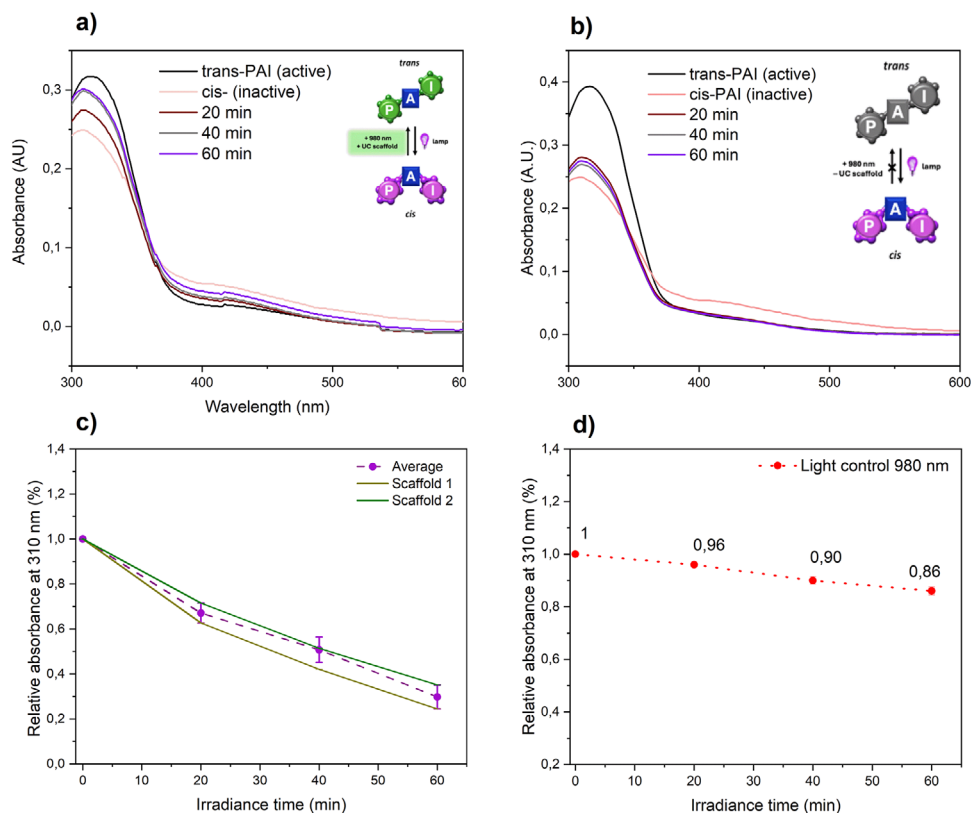 a)
Absorbance (AU)
0,3
0,2
0,1
0,0
300
400
500
60
Wavelength (nm)
trans-PAI (active)
cis- (inactive)
20 min
40 min
60 min
trans
P A I
+ 980 nm
+ UC scaffold
lamp
P A I
cis
b)
Absorbance (A.U.)
0,4
0,3
0,2
0,1
0,0
300
400
500
600
trans-PAI (active)
cis-PAI (inactive)
20 min
40 min
60 min
trans
P A I
+ 980 nm
– UC scaffold
lamp
P A I
cis
c)
Relative absorbance at 310 nm (%)
1,4
1,2
1,0
0,8
0,6
0,4
0,2
0,0
0
10
20
30
40
50
60
Irradiance time (min)
Average
Scaffold 1
Scaffold 2
d)
Relative absorbance at 310 nm (%)
1,4
1,2
1,0
0,8
0,6
0,4
0,2
0
10
20
30
40
50
60
Irradiance time (min)
Light control 980 nm
1
0,96
0,90
0,86